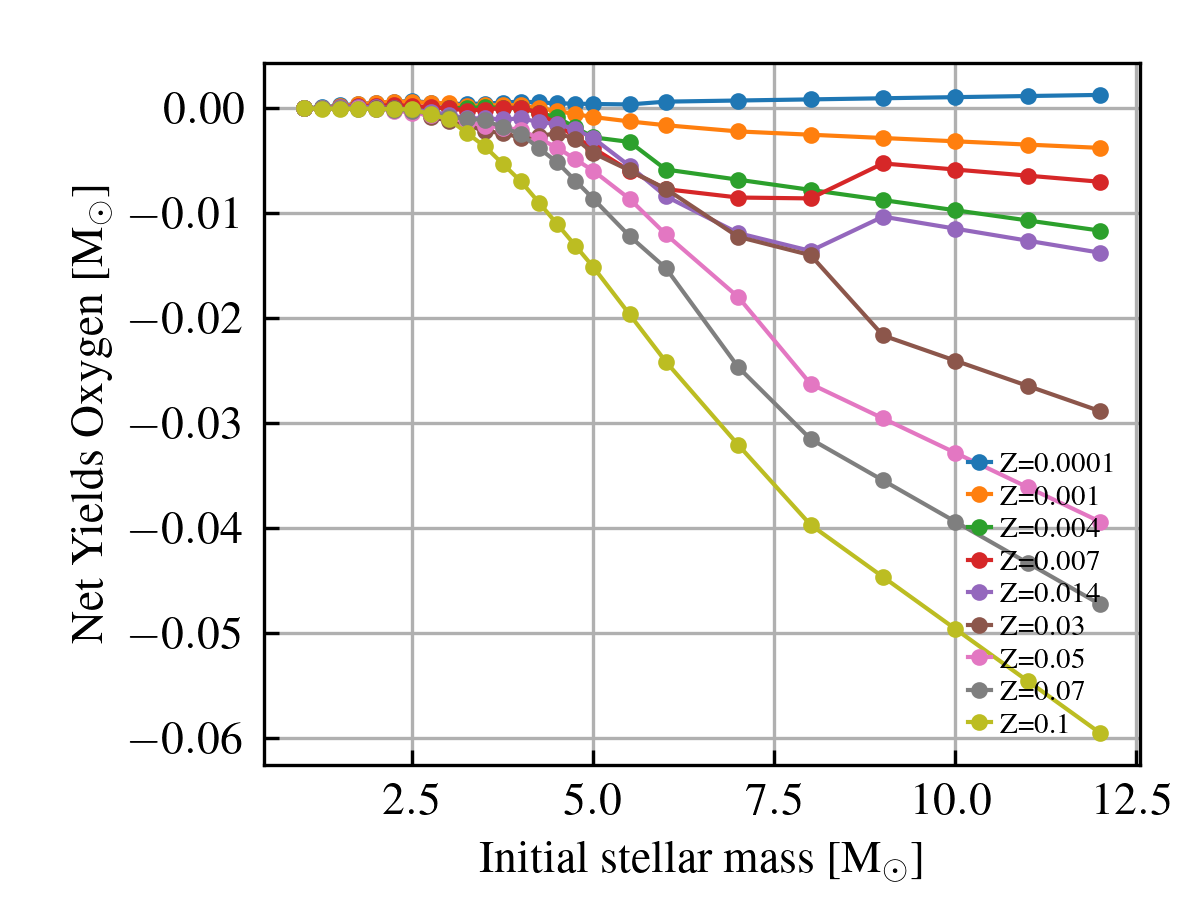 0.00
−0.01
−0.02
−0.03
−0.04
−0.05
−0.06
Net Yields Oxygen [M☉]
Z=0.0001
Z=0.001
Z=0.004
Z=0.007
Z=0.014
Z=0.03
Z=0.05
Z=0.07
Z=0.1
2.5 5.0 7.5 10.0 12.5
Initial stellar mass [M☉]